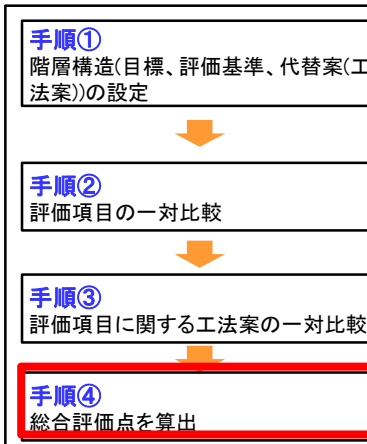 手順①
階層構造(目標、評価基準、代替案(工
法案))の設定
手順②
評価項目の一対比較
手順③
評価項目に関する工法案の一対比較
手順④
総合評価点を算出